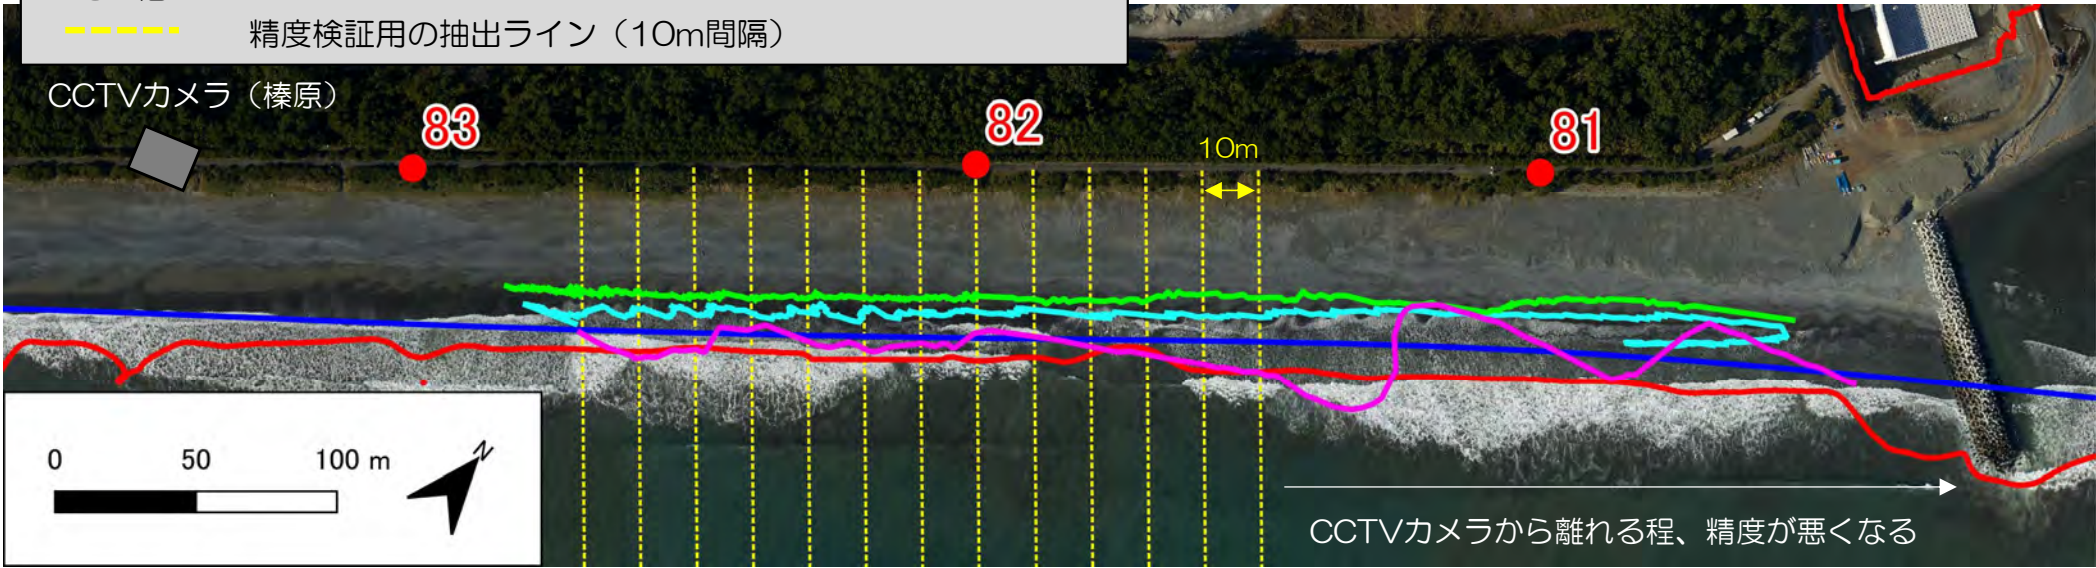 精度検証用の抽出ライン（10m間隔）
CCTVカメラ（榛原）
83
82
81
10m
0 50 100 m
N
CCTVカメラから離れる程、精度が悪くなる